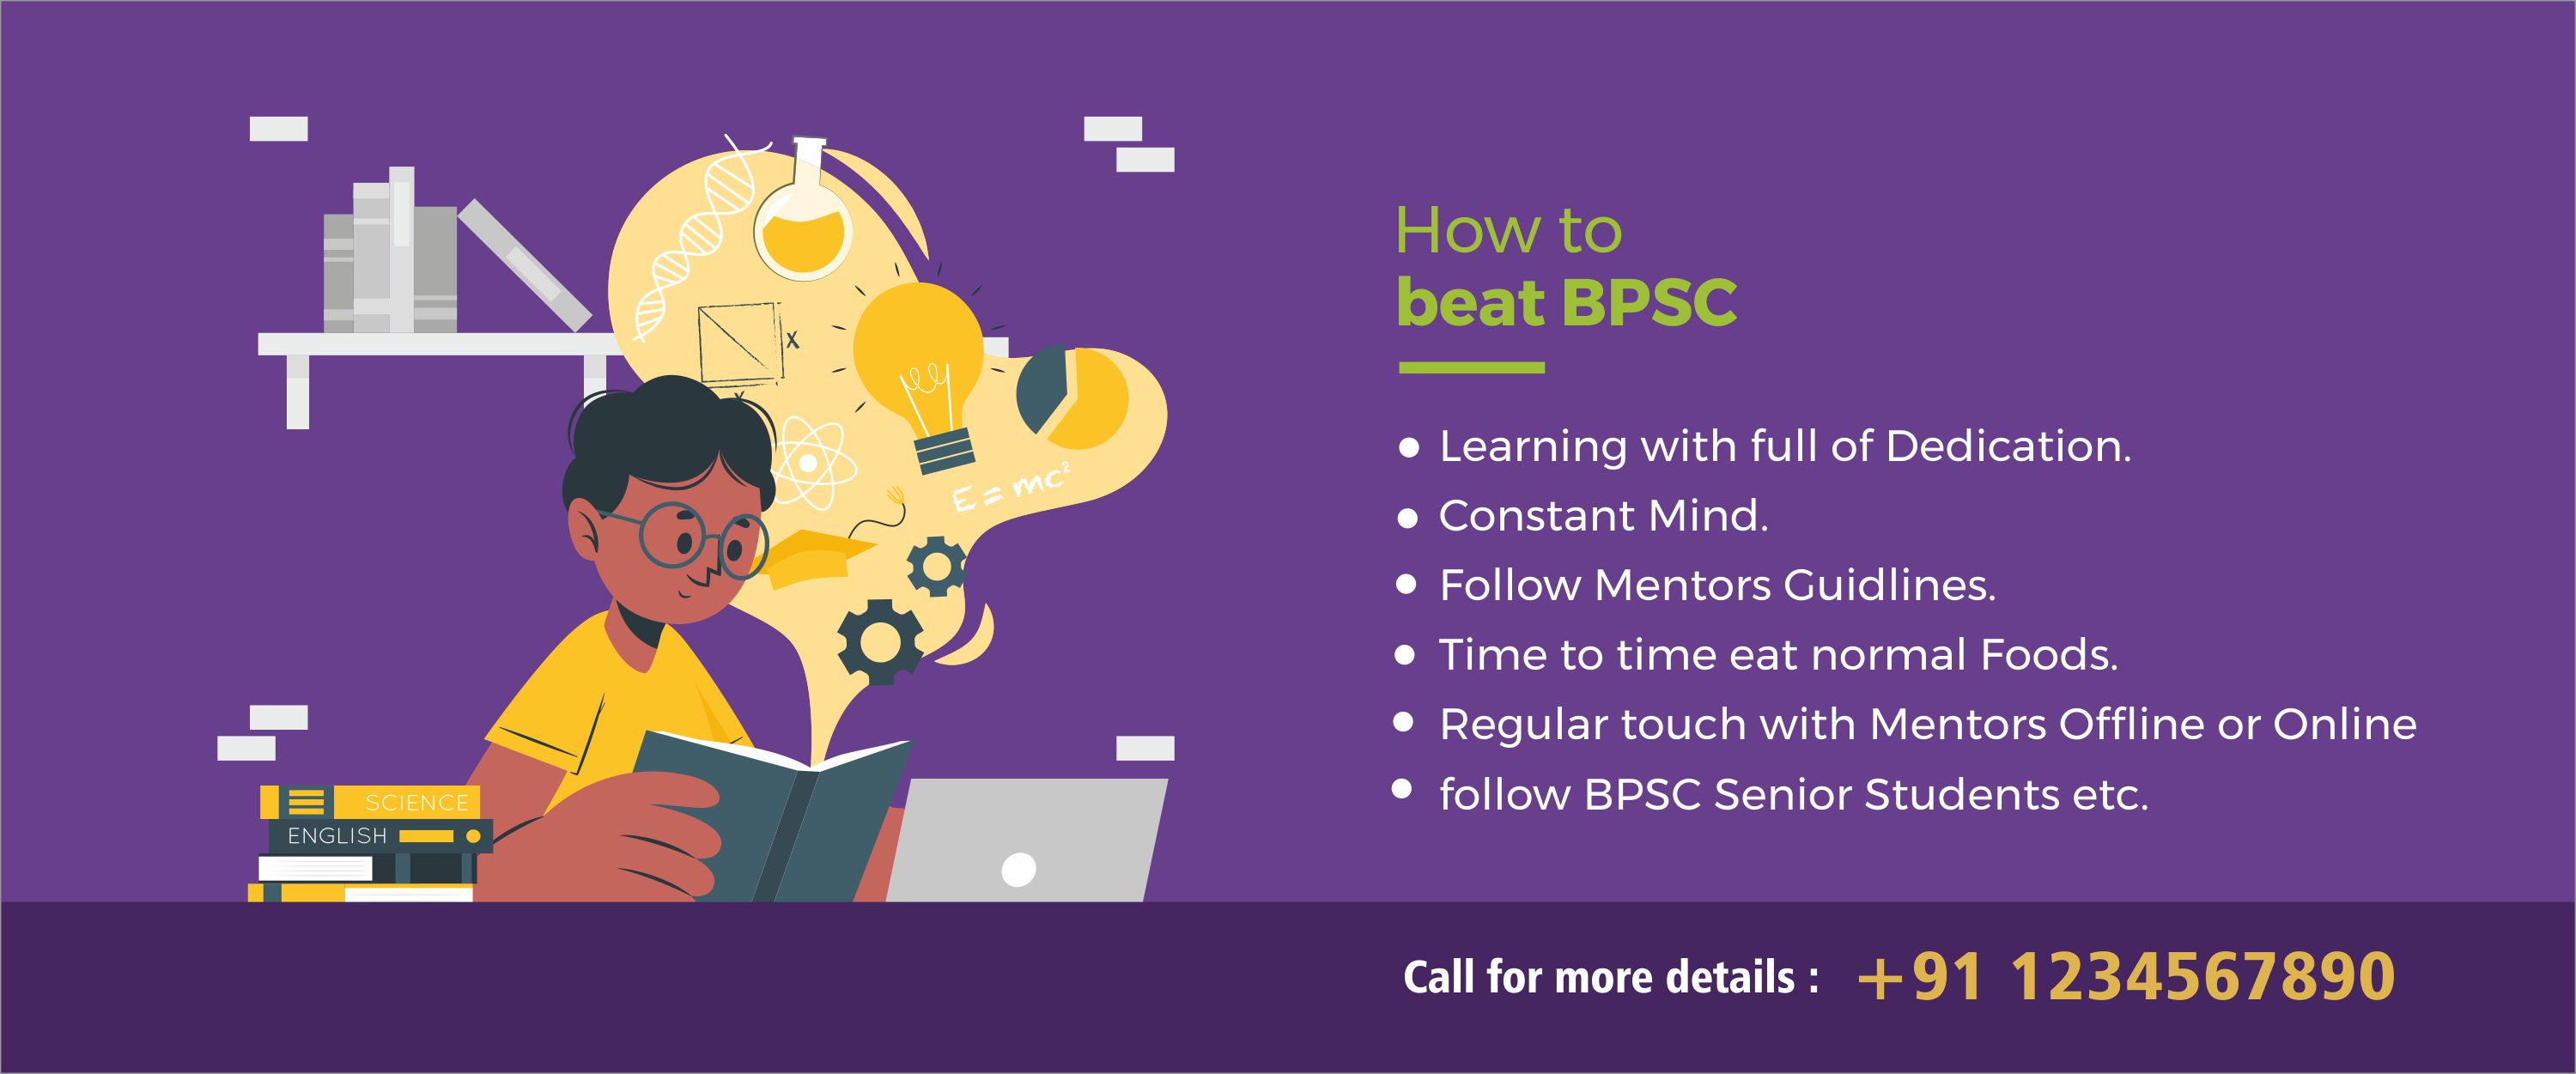 How to
beat BPSC
● Learning with full of Dedication.
● Constant Mind.
● Follow Mentors Guidlines.
● Time to time eat normal Foods.
● Regular touch with Mentors Offline or Online
● follow BPSC Senior Students etc.
x
x
E = mc²
SCIENCE
ENGLISH
Call for more details : +91 1234567890